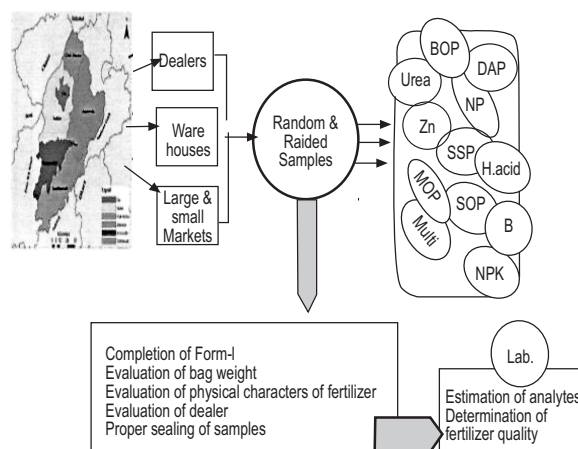 Dealers
Ware
houses
Large &
small
Markets
Random &
Raided
Samples
BOP
DAP
Urea
NP
Zn
SSP
H.acid
MOP
SOP
Multi
B
NPK
Completion of Form-I
Evaluation of bag weight
Evaluation of physical characters of fertilizer
Evaluation of dealer
Proper sealing of samples
Lab.
Estimation of analytes
Determination of
fertilizer quality